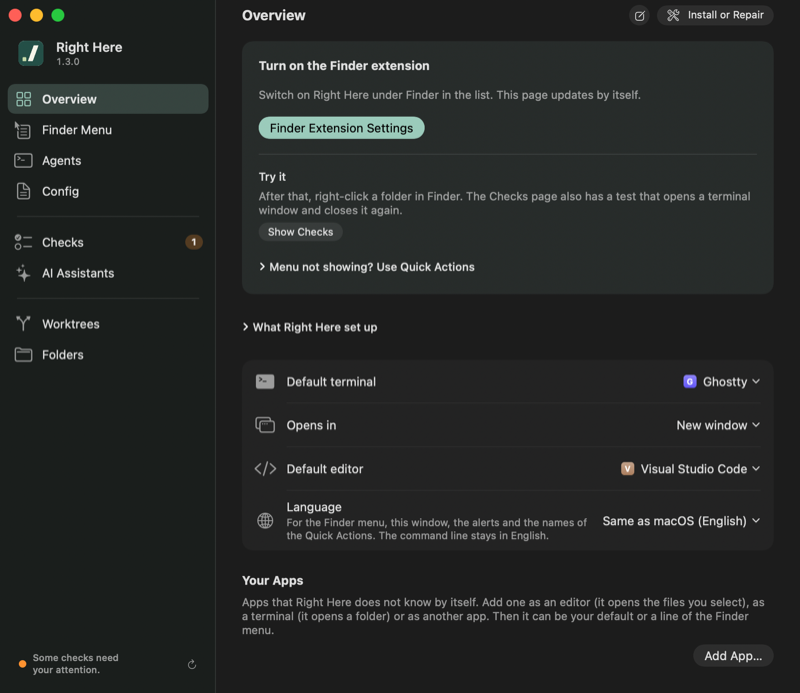 Right Here
1.3.0
Overview
Finder Menu
Agents
Config
Checks
1
AI Assistants
Worktrees
Folders
Some checks need
your attention.
Overview
Install or Repair
Turn on the Finder extension
Switch on Right Here under Finder in the list. This page updates by itself.
Finder Extension Settings
Try it
After that, right-click a folder in Finder. The Checks page also has a test that opens a terminal
window and closes it again.
Show Checks
Menu not showing? Use Quick Actions
What Right Here set up
Default terminal
G Ghostty
Opens in
New window
Default editor
V Visual Studio Code
Language
For the Finder menu, this window, the alerts and the names of
the Quick Actions. The command line stays in English.
Same as macOS (English)
Your Apps
Apps that Right Here does not know by itself. Add one as an editor (it opens the files you select), as
a terminal (it opens a folder) or as another app. Then it can be your default or a line of the Finder
menu.
Add App...